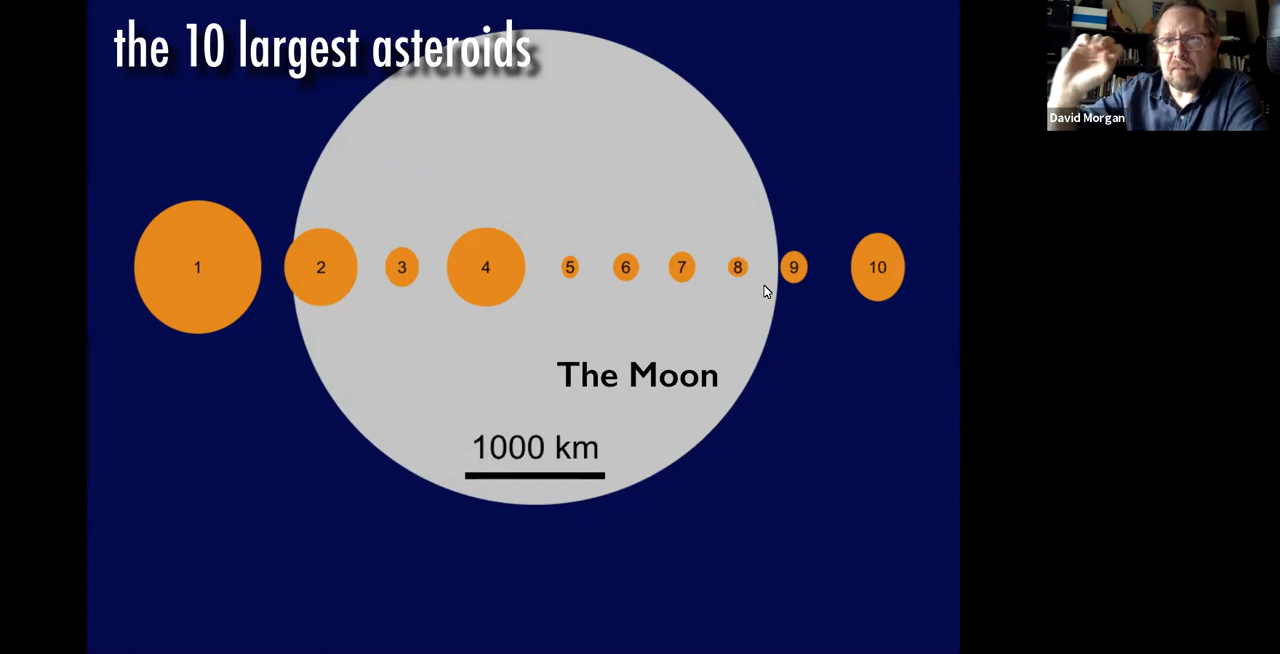 the 10 largest asteroids
David Morgan
1 2 3 4 5 6 7 8 9 10
The Moon
1000 km